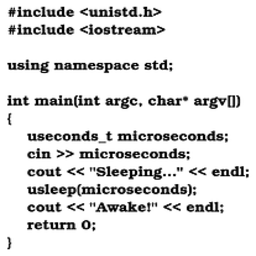 #include <unistd.h>
#include <iostream>

using namespace std;

int main(int argc, char* argv[])
{
    useconds_t microseconds;
    cin >> microseconds;
    cout << "Sleeping..." << endl;
    usleep(microseconds);
    cout << "Awake!" << endl;
    return 0;
}